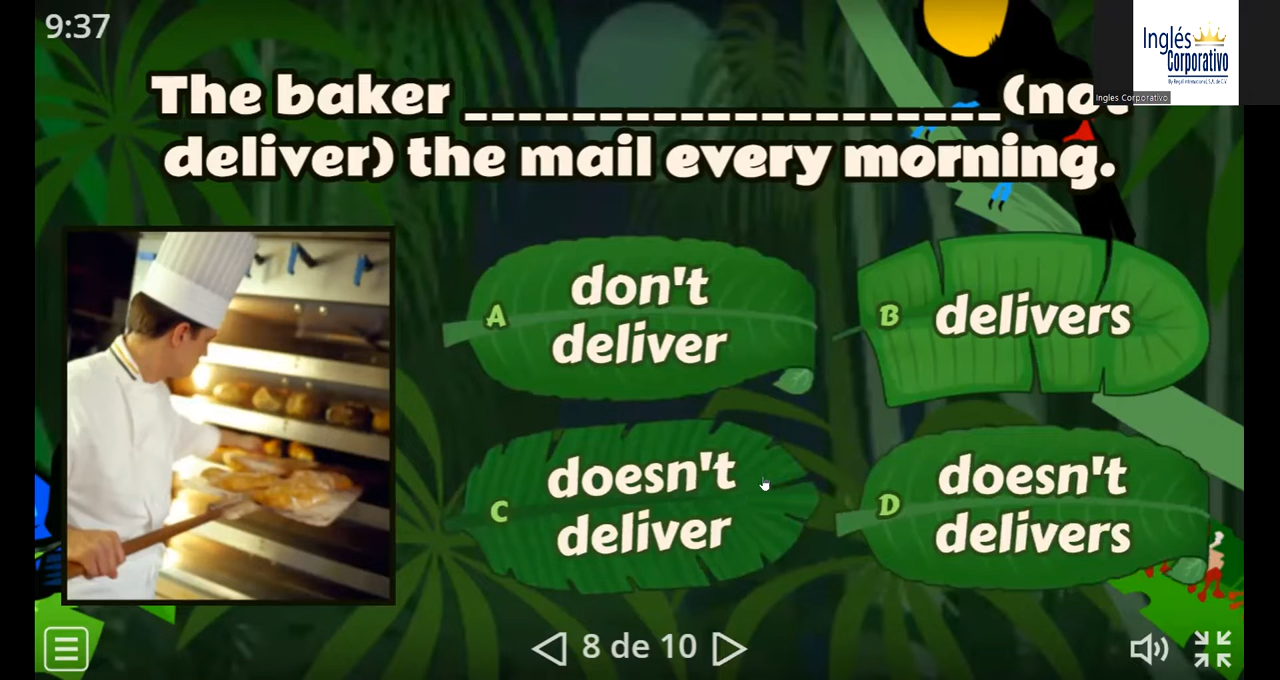 9:37
Inglés
Corporativo
Ingles Corporativo
The baker ____________________(not
deliver) the mail every morning.
A
don't
deliver
B
delivers
C
doesn't
deliver
D
doesn't
delivers
8 de 10